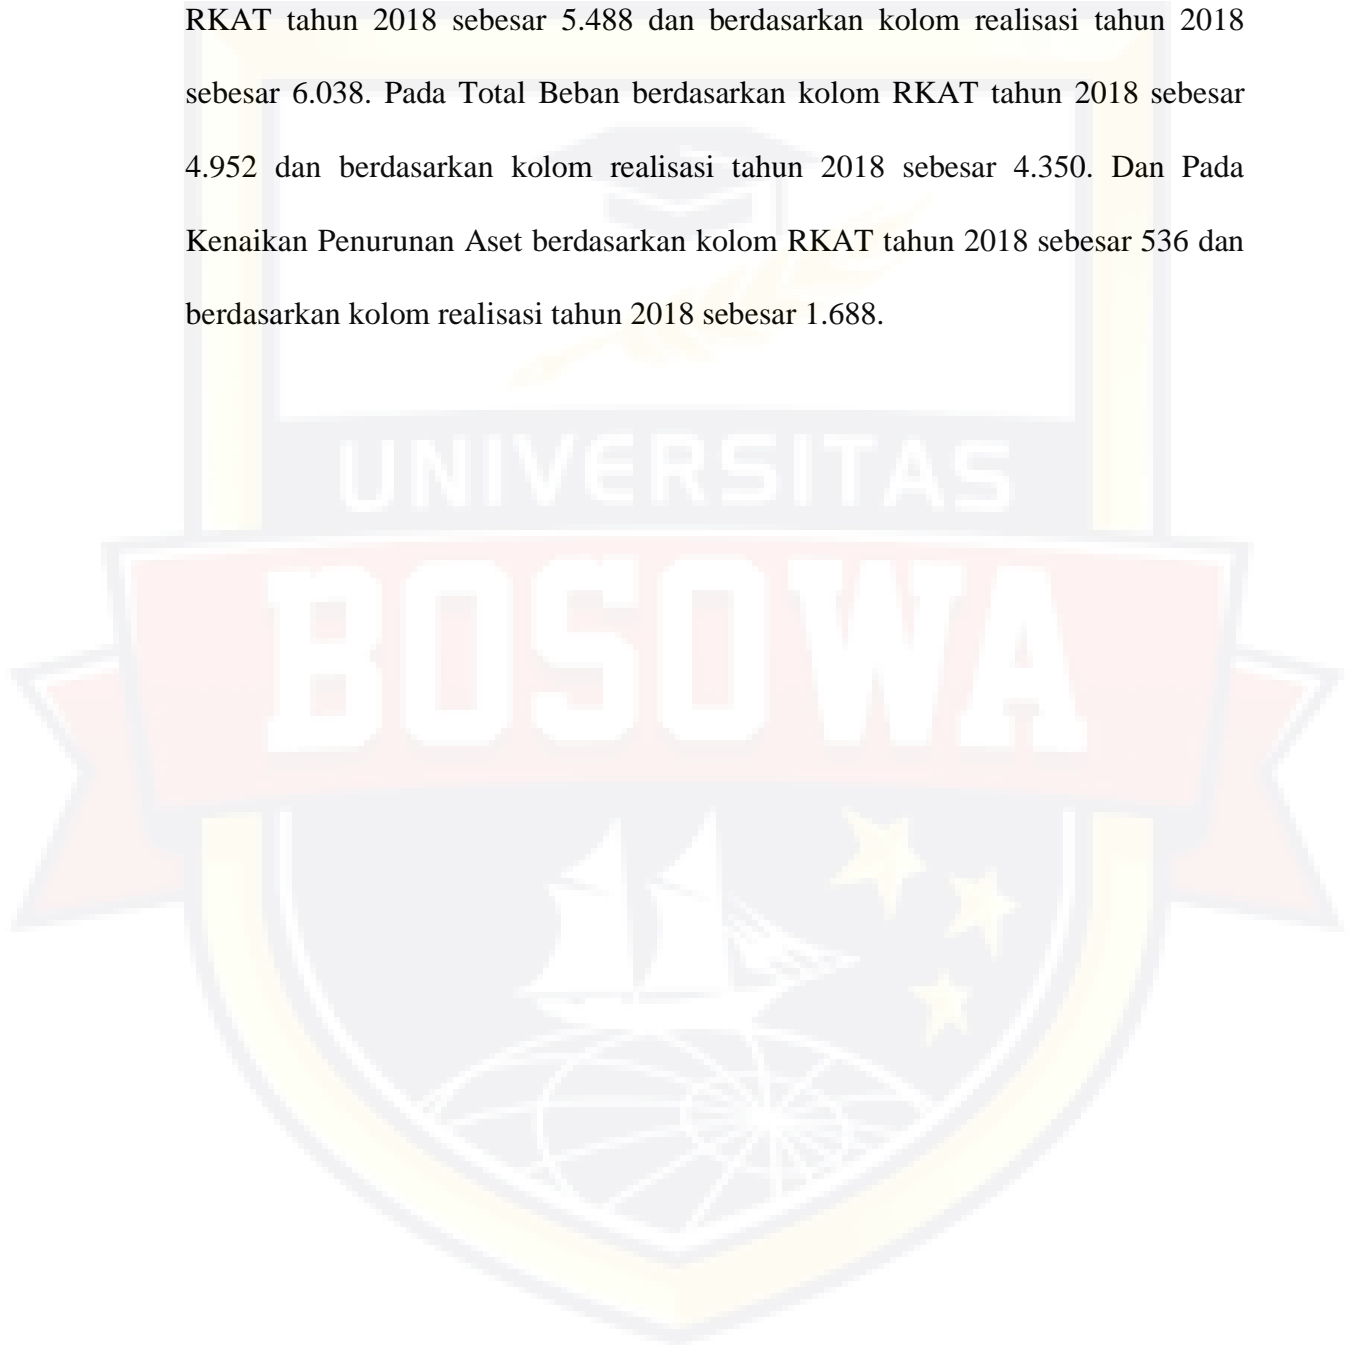 RKAT tahun 2018 sebesar 5.488 dan berdasarkan kolom realisasi tahun 2018
sebesar 6.038. Pada Total Beban berdasarkan kolom RKAT tahun 2018 sebesar
4.952 dan berdasarkan kolom realisasi tahun 2018 sebesar 4.350. Dan Pada
Kenaikan Penurunan Aset berdasarkan kolom RKAT tahun 2018 sebesar 536 dan
berdasarkan kolom realisasi tahun 2018 sebesar 1.688.
UNIVERSITAS
BOSOWA